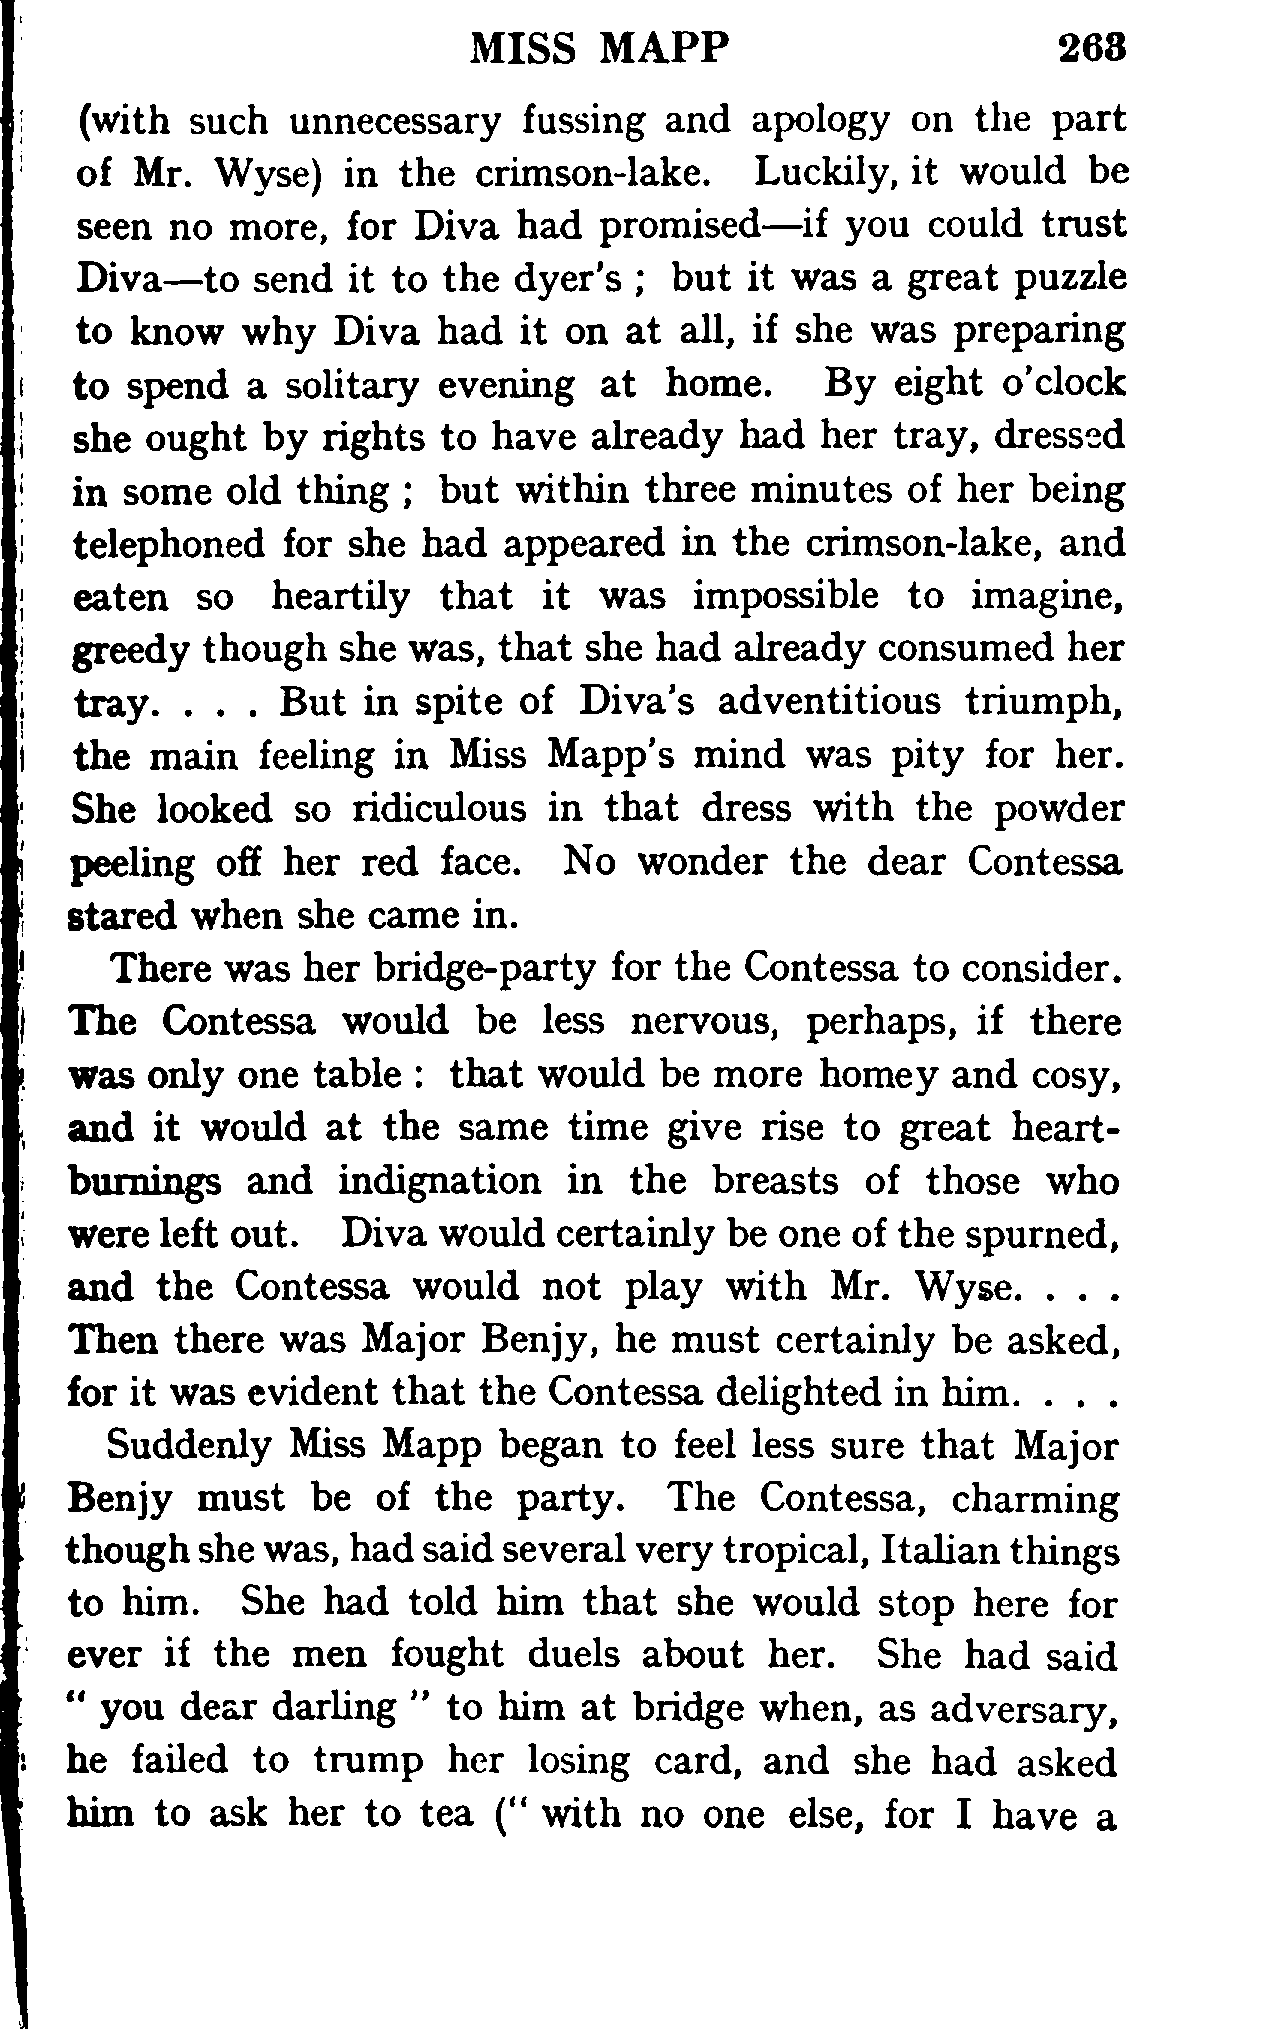 MISS MAPP 263
(with such unnecessary fussing and apology on the part
of Mr. Wyse) in the crimson-lake. Luckily, it would be
seen no more, for Diva had promised—if you could trust
Diva—to send it to the dyer's ; but it was a great puzzle
to know why Diva had it on at all, if she was preparing
to spend a solitary evening at home. By eight o'clock
she ought by rights to have already had her tray, dressed
in some old thing ; but within three minutes of her being
telephoned for she had appeared in the crimson-lake, and
eaten so heartily that it was impossible to imagine,
greedy though she was, that she had already consumed her
tray. . . . But in spite of Diva's adventitious triumph,
the main feeling in Miss Mapp's mind was pity for her.
She looked so ridiculous in that dress with the powder
peeling off her red face. No wonder the dear Contessa
stared when she came in.
There was her bridge-party for the Contessa to consider.
The Contessa would be less nervous, perhaps, if there
was only one table : that would be more homey and cosy,
and it would at the same time give rise to great heart-
burnings and indignation in the breasts of those who
were left out. Diva would certainly be one of the spurned,
and the Contessa would not play with Mr. Wyse. . . .
Then there was Major Benjy, he must certainly be asked,
for it was evident that the Contessa delighted in him. . . .
Suddenly Miss Mapp began to feel less sure that Major
Benjy must be of the party. The Contessa, charming
though she was, had said several very tropical, Italian things
to him. She had told him that she would stop here for
ever if the men fought duels about her. She had said
“ you dear darling ” to him at bridge when, as adversary,
he failed to trump her losing card, and she had asked
him to ask her to tea (“ with no one else, for I have a